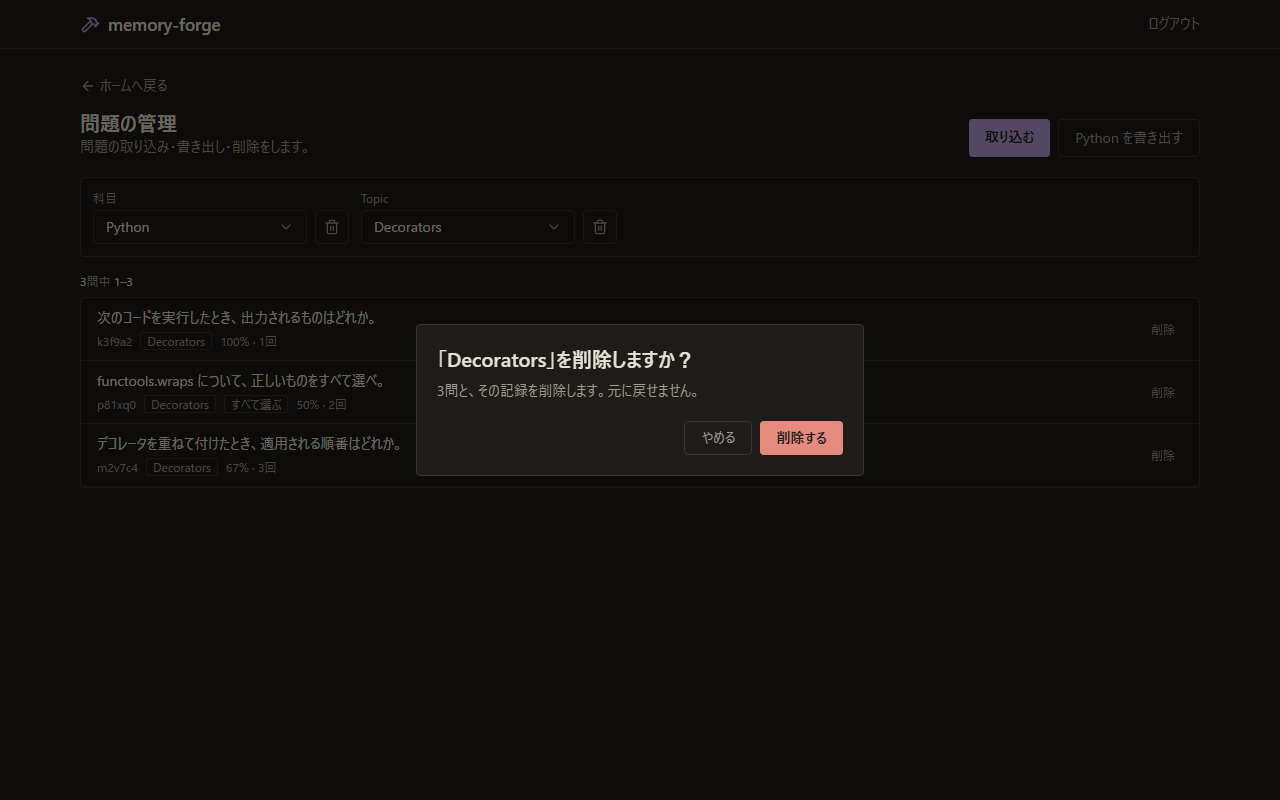 memory-forge
ログアウト
ホームへ戻る
問題の管理
問題の取り込み・書き出し・削除をします。
取り込む
Python を書き出す
科目
Topic
Python
Decorators
3問中 1–3
次のコードを実行したとき、出力されるものはどれか。
k3f9a2 Decorators 100% · 1回
削除
functools.wraps について、正しいものをすべて選べ。
p81xq0 Decorators すべて選ぶ 50% · 2回
削除
デコレータを重ねて付けたとき、適用される順番はどれか。
m2v7c4 Decorators 67% · 3回
削除
「Decorators」を削除しますか？
3問と、その記録を削除します。元に戻せません。
やめる
削除する